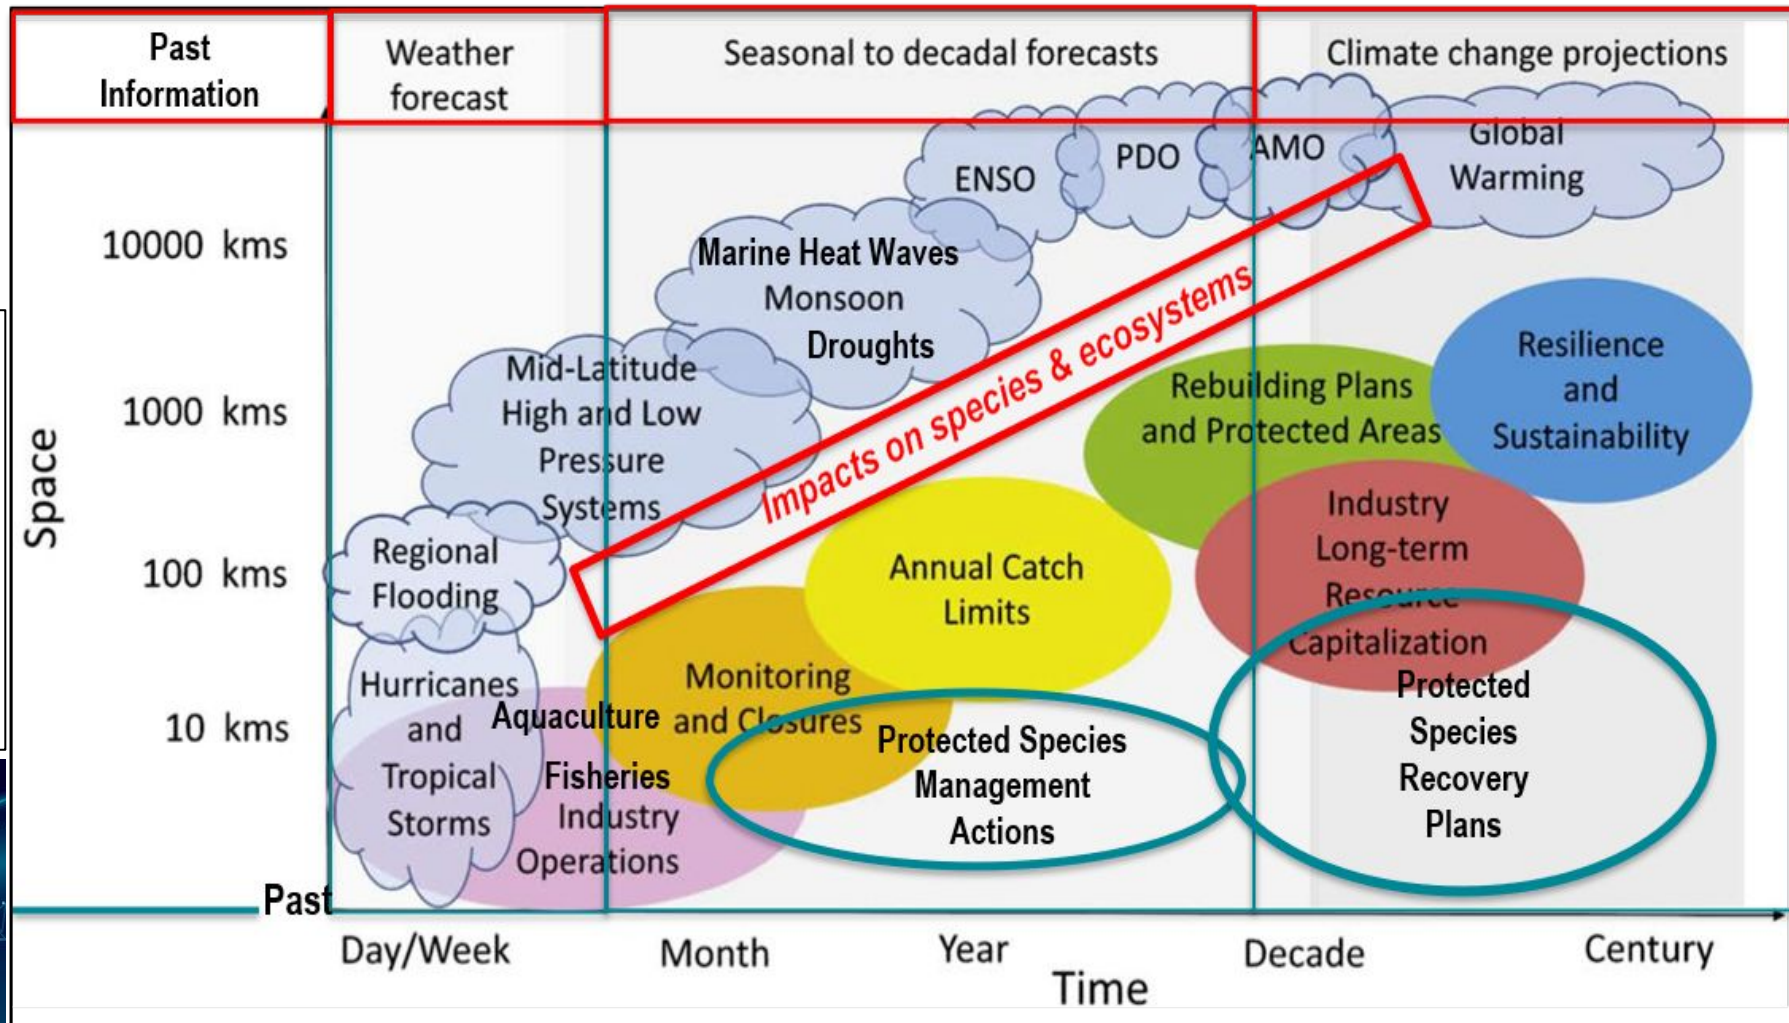 Past
Information
Weather
forecast
Seasonal to decadal forecasts
Climate change projections
ENSO
PDO
AMO
Global
Warming
10000 kms
Marine Heat Waves
Monsoon
Droughts
Mid-Latitude
High and Low
Pressure
Systems
1000 kms
Impacts on species & ecosystems
Rebuilding Plans
and Protected Areas
Resilience
and
Sustainability
Space
100 kms
Regional
Flooding
Annual Catch
Limits
Industry
Long-term
Resource
Capitalization
10 kms
Hurricanes
and
Tropical
Storms
Aquaculture
Fisheries
Industry
Operations
Monitoring
and Closures
Protected Species
Management
Actions
Protected
Species
Recovery
Plans
Past
Day/Week
Month
Year
Decade
Century
Time